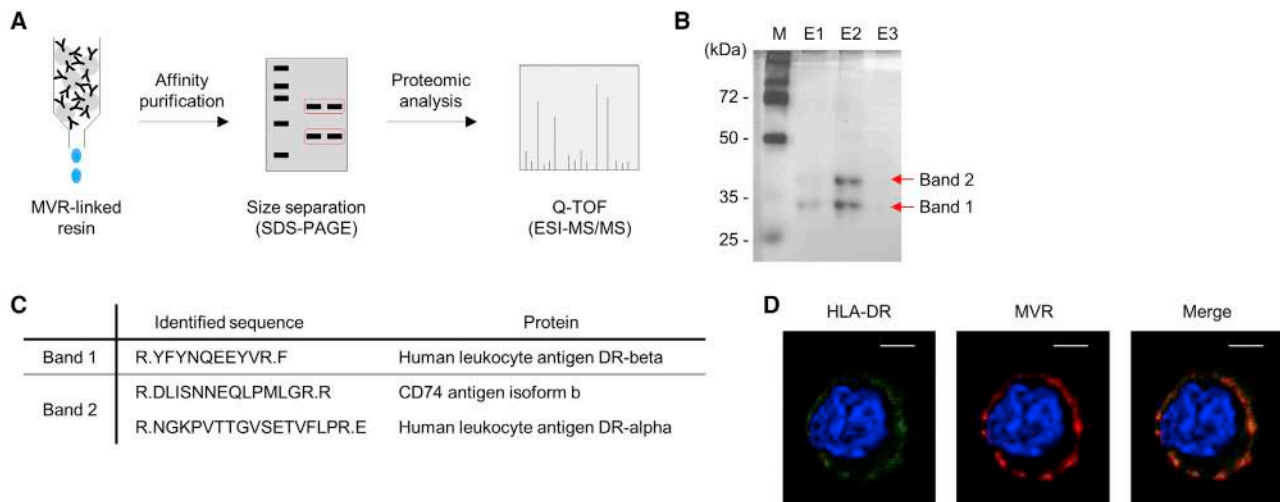 A
Affinity
purification
Proteomic
analysis
MVR-linked
resin
Size separation
(SDS-PAGE)
Q-TOF
(ESI-MS/MS)
B
M E1 E2 E3
(kDa)
72 -
50 -
35 -
25 -
Band 2
Band 1
C
Identified sequence Protein
Band 1 R.YFYNQEEYVR.F Human leukocyte antigen DR-beta
Band 2
R.DLISNNEQLPMLGR.R CD74 antigen isoform b
R.NGKPVTTGVSETVFLPR.E Human leukocyte antigen DR-alpha
D
HLA-DR MVR Merge